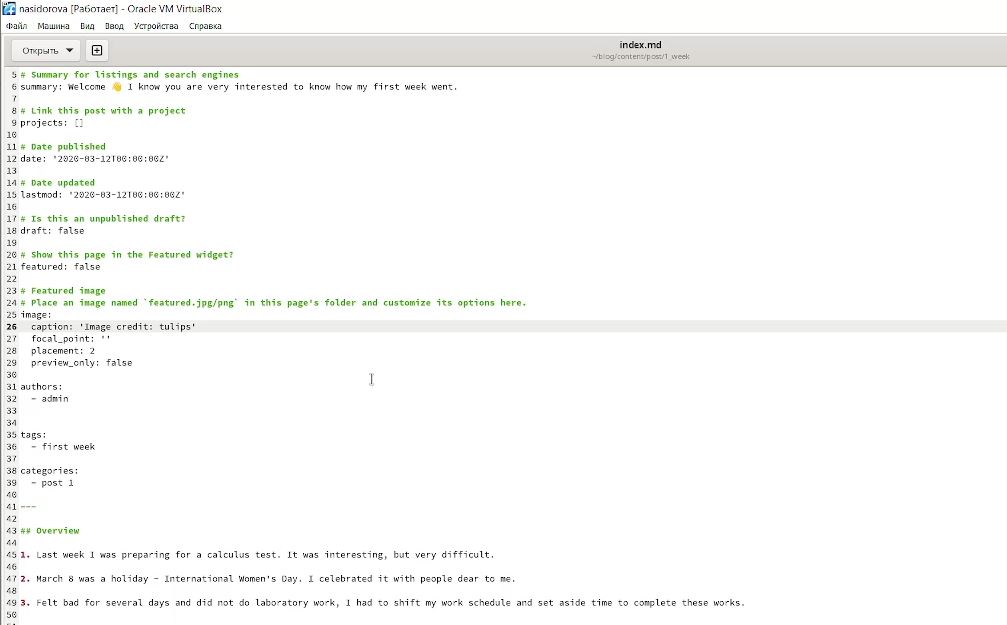 nasidorova [Работает] - Oracle VM VirtualBox
Файл Машина Вид Ввод Устройства Справка
Открыть
index.md
~/blog/content/post/1_week
5 # Summary for listings and search engines
6 summary: Welcome 👋 I know you are very interested to know how my first week went.
7
8 # Link this post with a project
9 projects: []
10
11 # Date published
12 date: '2020-03-12T00:00:00Z'
13
14 # Date updated
15 lastmod: '2020-03-12T00:00:00Z'
16
17 # Is this an unpublished draft?
18 draft: false
19
20 # Show this page in the Featured widget?
21 featured: false
22
23 # Featured image
24 # Place an image named `featured.jpg/png` in this page's folder and customize its options here.
25 image:
26 caption: 'Image credit: tulips'
27 focal_point: ''
28 placement: 2
29 preview_only: false
30
31 authors:
32 - admin
33
34
35 tags:
36 - first week
37
38 categories:
39 - post 1
40
41 ---
42
43 ## Overview
44
45 1. Last week I was preparing for a calculus test. It was interesting, but very difficult.
46
47 2. March 8 was a holiday - International Women's Day. I celebrated it with people dear to me.
48
49 3. Felt bad for several days and did not do laboratory work, I had to shift my work schedule and set aside time to complete these works.
50